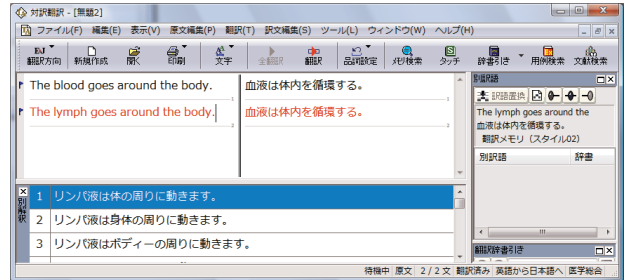 対訳翻訳 - [無題2]
ファイル(F) 編集(E) 表示(V) 原文編集(P) 翻訳(T) 訳文編集(S) ツール(L) ウィンドウ(W) ヘルプ(H)
翻訳方向 新規作成 開く 印刷 文字 全翻訳 翻訳 品詞設定 メモリ検索 タッチ 辞書引き 用例検索 文献検索
The blood goes around the body. 血液は体内を循環する。
1 1
The lymph goes around the body. 血液は体内を循環する。
2 2
別訳語
訳語置換
The lymph goes around the
血液は体内を循環する。
翻訳メモリ (スタイル02)
別訳語 辞書
別解釈
1 リンパ液は体の周りに動きます。
2 リンパ液は身体の周りに動きます。
3 リンパ液はボディーの周りに動きます。
翻訳辞書引き
待機中 原文 2 / 2 文 翻訳済み 英語から日本語へ 医学総合